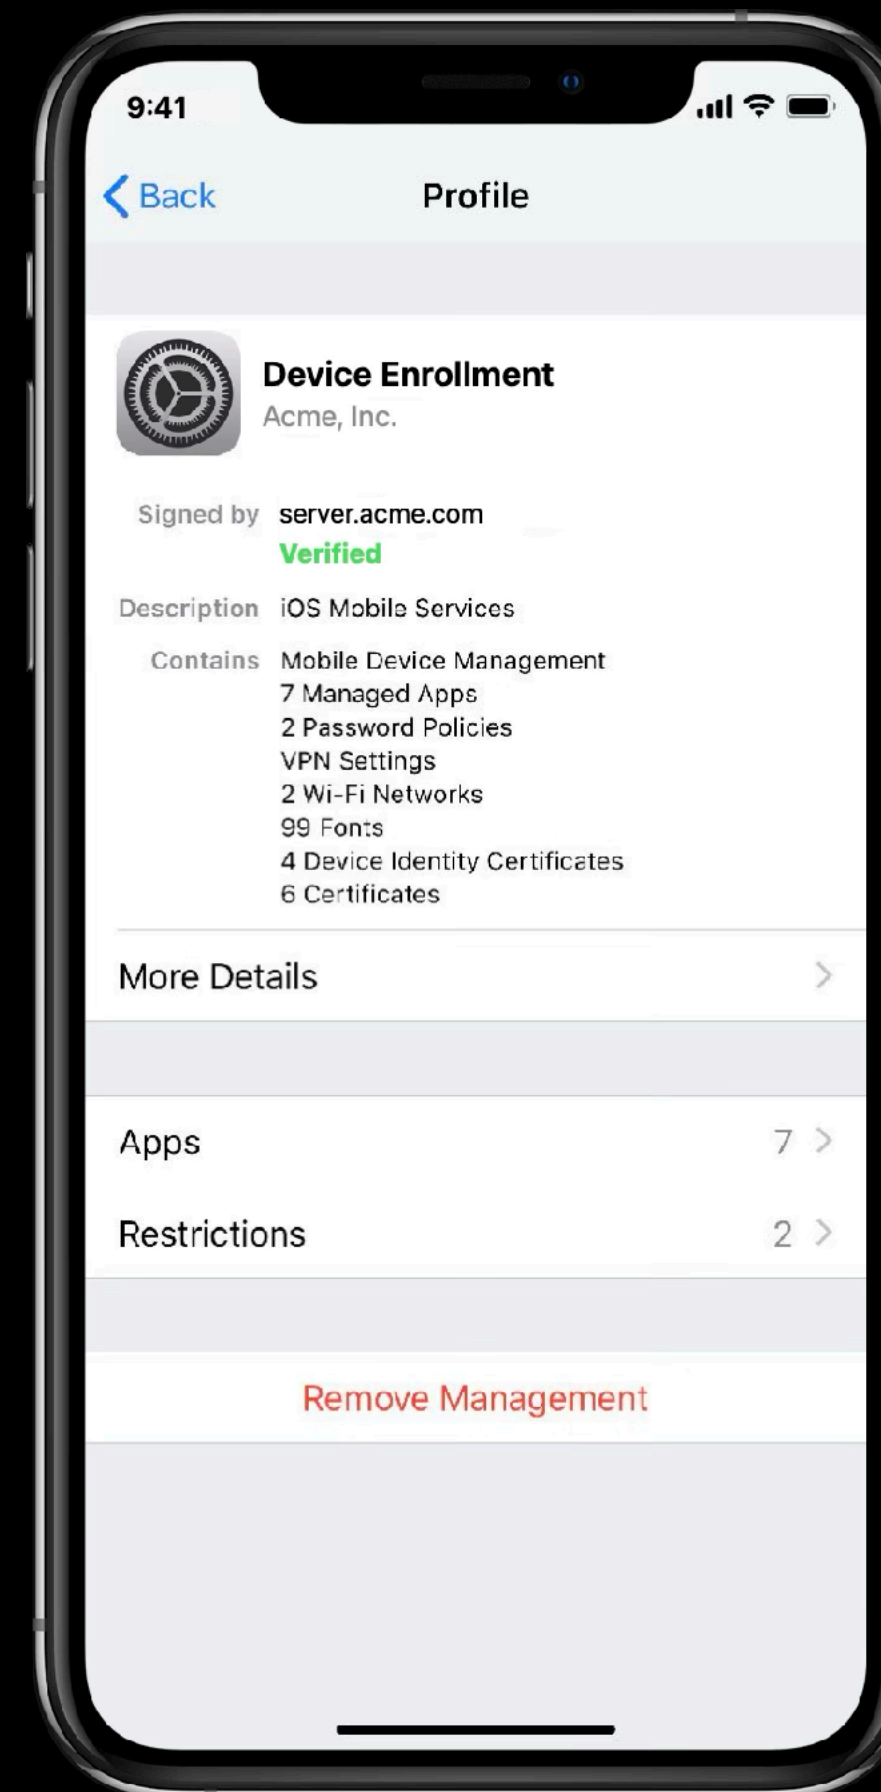 9:41
Back
Profile
Device Enrollment
Acme, Inc.
Signed by server.acme.com
Verified
Description iOS Mobile Services
Contains Mobile Device Management
7 Managed Apps
2 Password Policies
VPN Settings
2 Wi-Fi Networks
99 Fonts
4 Device Identity Certificates
6 Certificates
More Details
Apps 7
Restrictions 2
Remove Management